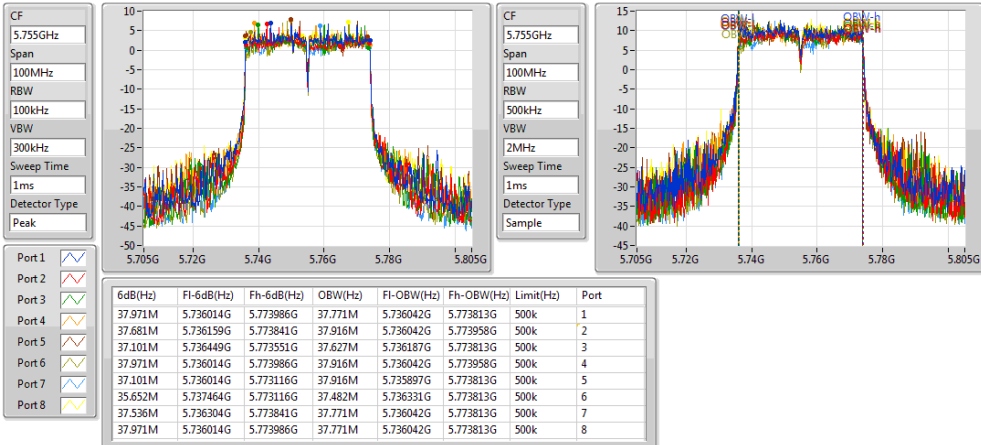 CF
5.755GHz
Span
100MHz
RBW
100kHz
VBW
300kHz
Sweep Time
1ms
Detector Type
Peak
10
5
0
-5
-10
-15
-20
-25
-30
-35
-40
-45
-50
5.705G 5.72G 5.74G 5.76G 5.78G 5.805G
CF
5.755GHz
Span
100MHz
RBW
500kHz
VBW
2MHz
Sweep Time
1ms
Detector Type
Sample
15
10
5
0
-5
-10
-15
-20
-25
-30
-35
-40
-45
OBW-h
OBW-h
5.705G 5.72G 5.74G 5.76G 5.78G 5.805G
Port 1
Port 2
Port 3
Port 4
Port 5
Port 6
Port 7
Port 8
6dB(Hz) Fl-6dB(Hz) Fh-6dB(Hz) OBW(Hz) Fl-OBW(Hz) Fh-OBW(Hz) Limit(Hz) Port
37.971M 5.736014G 5.773986G 37.771M 5.736042G 5.773813G 500k 1
37.681M 5.736159G 5.773841G 37.916M 5.736042G 5.773958G 500k 2
37.101M 5.736449G 5.773551G 37.627M 5.736187G 5.773813G 500k 3
37.971M 5.736014G 5.773986G 37.916M 5.736042G 5.773958G 500k 4
37.101M 5.736014G 5.773116G 37.916M 5.735897G 5.773813G 500k 5
35.652M 5.737464G 5.773116G 37.482M 5.736331G 5.773813G 500k 6
37.536M 5.736304G 5.773841G 37.771M 5.736042G 5.773813G 500k 7
37.971M 5.736014G 5.773986G 37.771M 5.736042G 5.773813G 500k 8